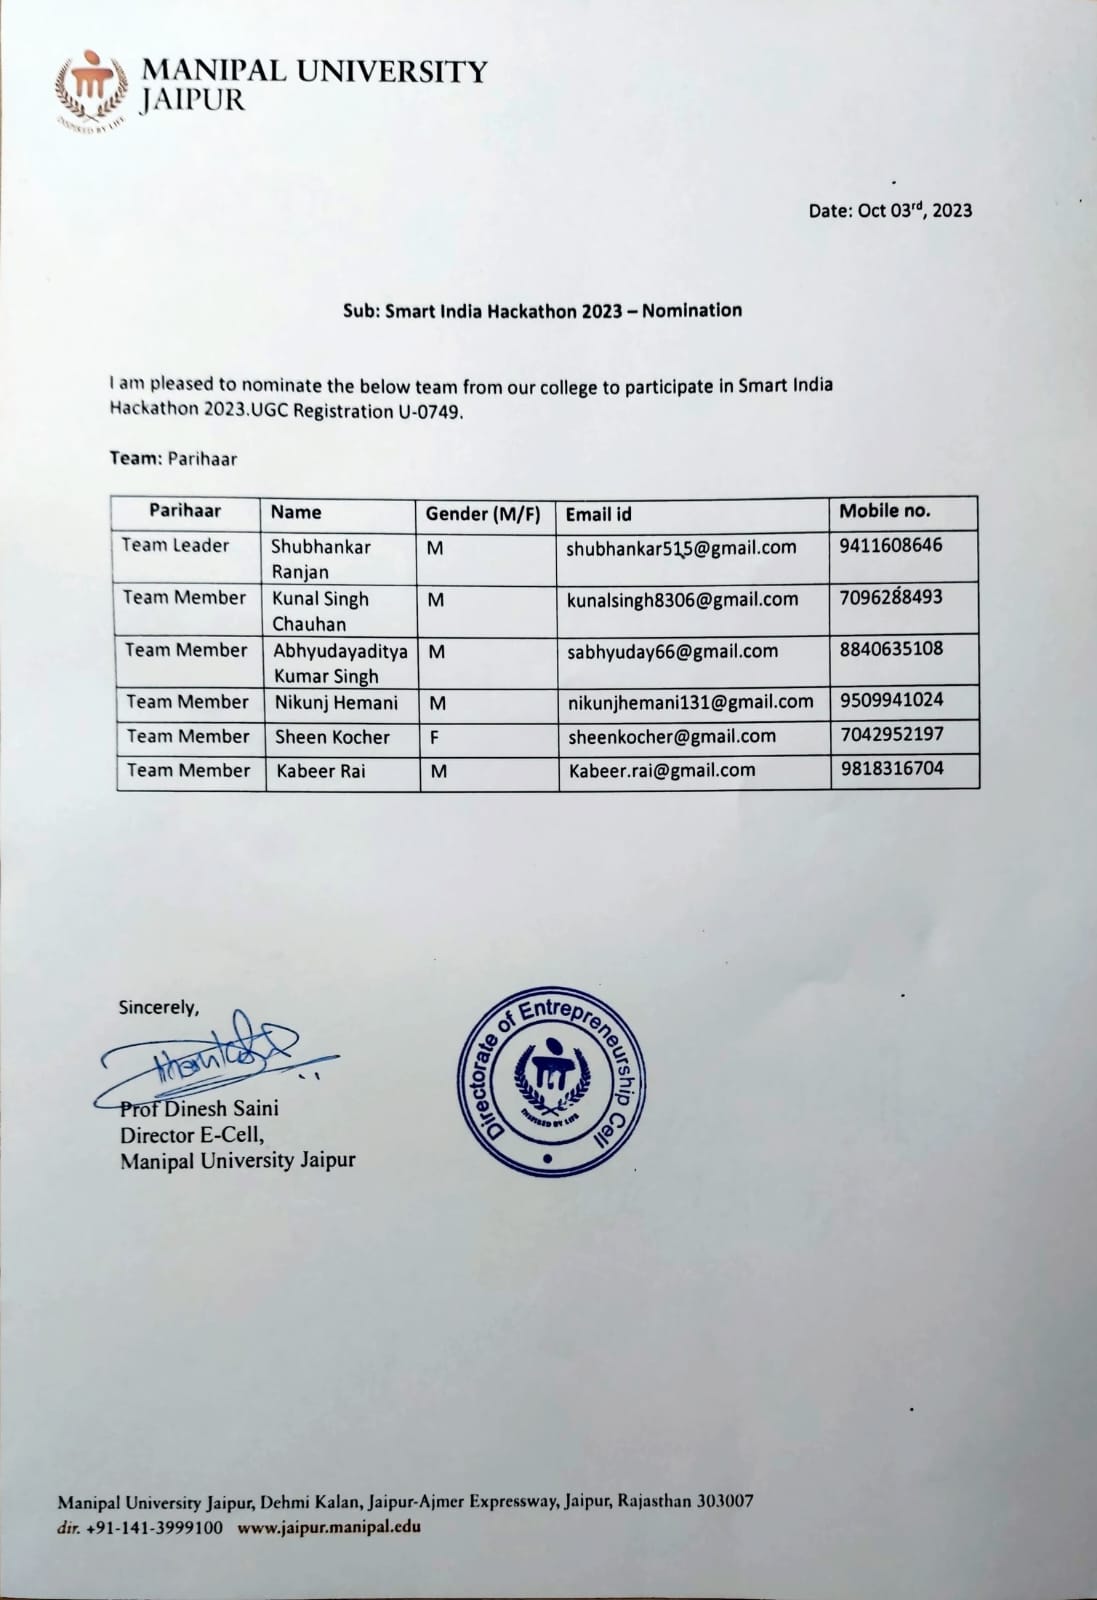 MANIPAL UNIVERSITY
JAIPUR
INSPIRED BY LIFE
Date: Oct 03rd, 2023
Sub: Smart India Hackathon 2023 – Nomination
I am pleased to nominate the below team from our college to participate in Smart India
Hackathon 2023.UGC Registration U-0749.
Team: Parihaar
Parihaar Name Gender (M/F) Email id Mobile no.
Team Leader Shubhankar M shubhankar515@gmail.com 9411608646
Ranjan
Team Member Kunal Singh M kunalsingh8306@gmail.com 7096288493
Chauhan
Team Member Abhyudayaditya M sabhyuday66@gmail.com 8840635108
Kumar Singh
Team Member Nikunj Hemani M nikunjhemani131@gmail.com 9509941024
Team Member Sheen Kocher F sheenkocher@gmail.com 7042952197
Team Member Kabeer Rai M Kabeer.rai@gmail.com 9818316704
Sincerely,
Prof Dinesh Saini
Director E-Cell,
Manipal University Jaipur
Directorate of Entrepreneurship Cell
INSPIRED BY LIFE
Manipal University Jaipur, Dehmi Kalan, Jaipur-Ajmer Expressway, Jaipur, Rajasthan 303007
dir. +91-141-3999100 www.jaipur.manipal.edu